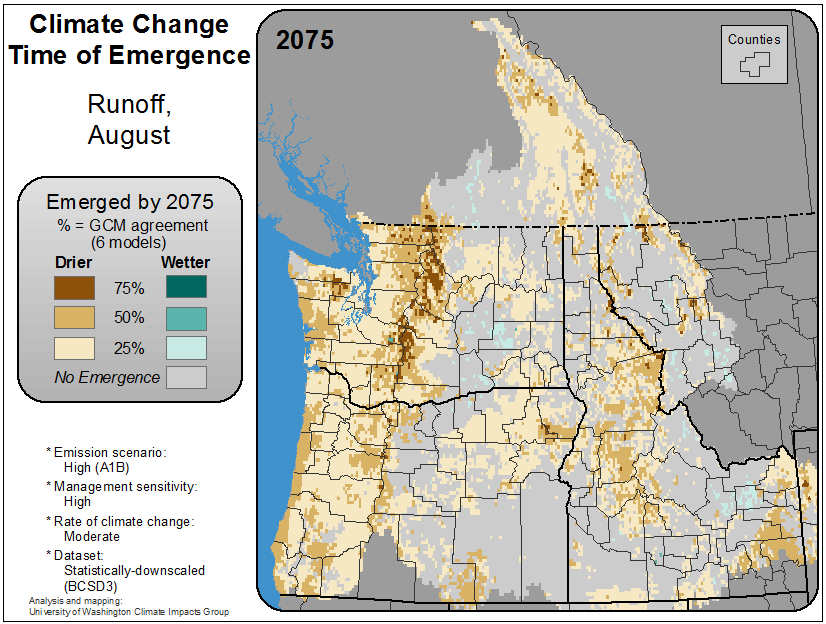 Climate Change
Time of Emergence
Runoff,
August
Emerged by 2075
% = GCM agreement
(6 models)
Drier Wetter
75%
50%
25%
No Emergence
* Emission scenario:
High (A1B)
* Management sensitivity:
High
* Rate of climate change:
Moderate
* Dataset:
Statistically-downscaled
(BCSD3)
Analysis and mapping:
University of Washington Climate Impacts Group
2075
Counties